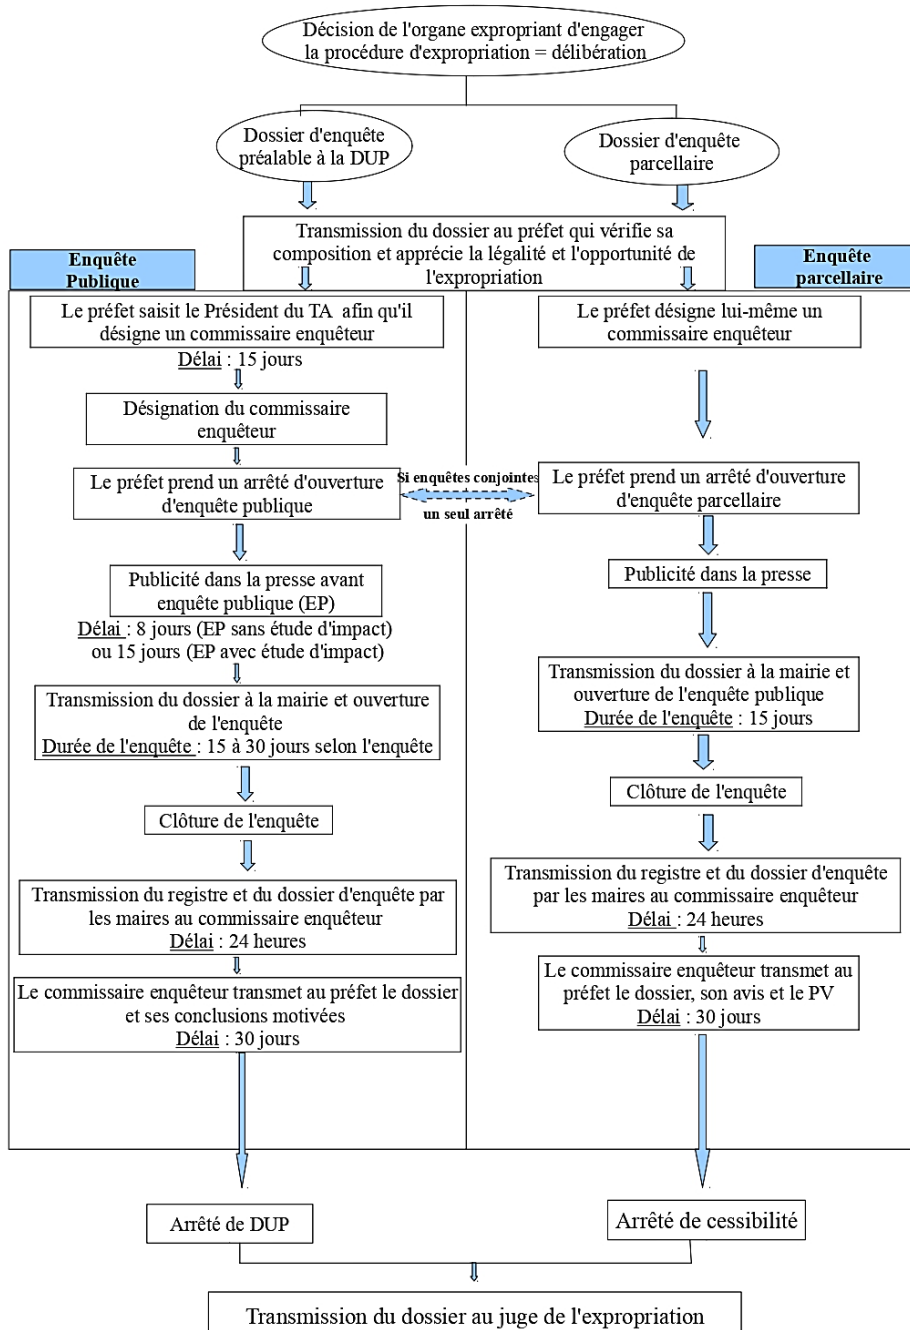 Décision de l'organe expropriant d'engager
la procédure d'expropriation = délibération
Dossier d'enquête
préalable à la DUP
Dossier d'enquête
parcellaire
Transmission du dossier au préfet qui vérifie sa
composition et apprécie la légalité et l'opportunité de
l'expropriation
Enquête
Publique
Enquête
parcellaire
Le préfet saisit le Président du TA afin qu'il
désigne un commissaire enquêteur
Délai : 15 jours
Désignation du commissaire
enquêteur
Le préfet prend un arrêté d'ouverture
d'enquête publique
Publicité dans la presse avant
enquête publique (EP)
Délai : 8 jours (EP sans étude d'impact)
ou 15 jours (EP avec étude d'impact)
Transmission du dossier à la mairie et ouverture
de l'enquête
Durée de l'enquête : 15 à 30 jours selon l'enquête
Clôture de l'enquête
Transmission du registre et du dossier d'enquête par
les maires au commissaire enquêteur
Délai : 24 heures
Le commissaire enquêteur transmet au préfet le dossier
et ses conclusions motivées
Délai : 30 jours
Si enquêtes conjointes
un seul arrêté
Le préfet désigne lui-même un
commissaire enquêteur
Le préfet prend un arrêté d'ouverture
d'enquête parcellaire
Publicité dans la presse
Transmission du dossier à la mairie et
ouverture de l'enquête publique
Durée de l'enquête : 15 jours
Clôture de l'enquête
Transmission du registre et du dossier d'enquête
par les maires au commissaire enquêteur
Délai : 24 heures
Le commissaire enquêteur transmet au
préfet le dossier, son avis et le PV
Délai : 30 jours
Arrêté de DUP
Arrêté de cessibilité
Transmission du dossier au juge de l'expropriation